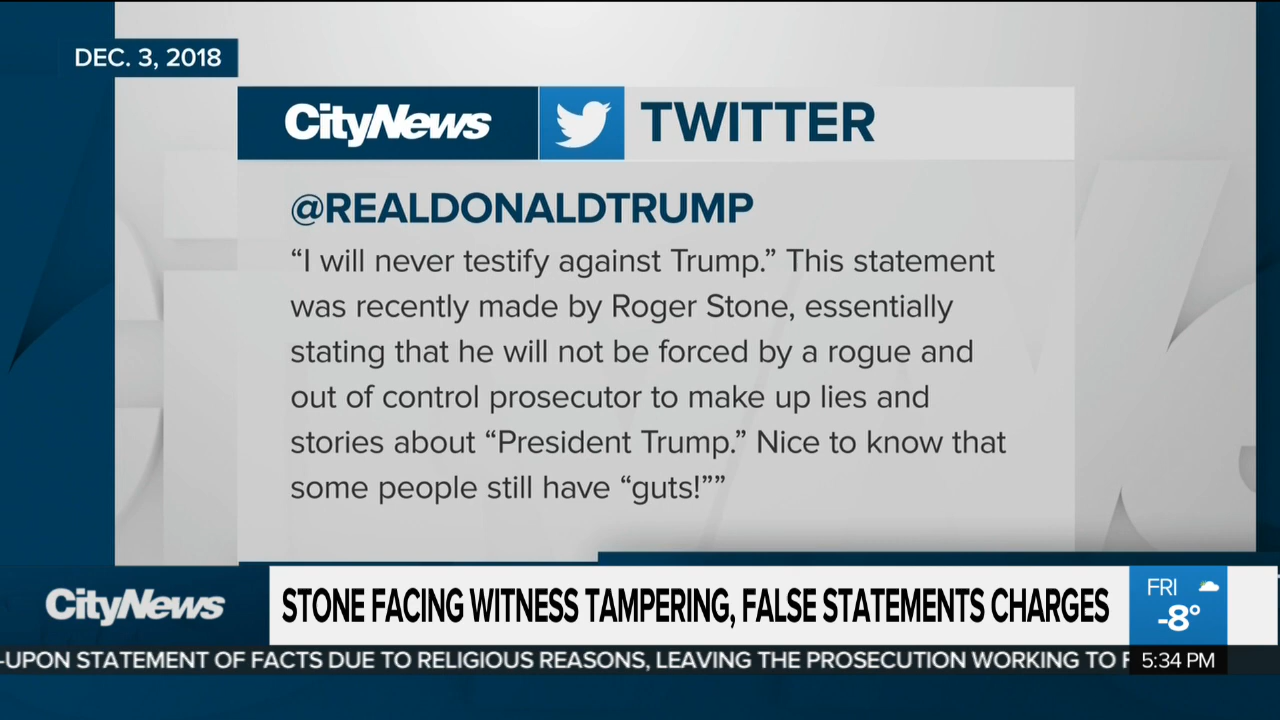 DEC. 3, 2018
CityNews
TWITTER
@REALDONALDTRUMP
“I will never testify against Trump.” This statement
was recently made by Roger Stone, essentially
stating that he will not be forced by a rogue and
out of control prosecutor to make up lies and
stories about “President Trump.” Nice to know that
some people still have “guts!””
CityNews
STONE FACING WITNESS TAMPERING, FALSE STATEMENTS CHARGES
FRI
-8°
-UPON STATEMENT OF FACTS DUE TO RELIGIOUS REASONS, LEAVING THE PROSECUTION WORKING TO
5:34 PM